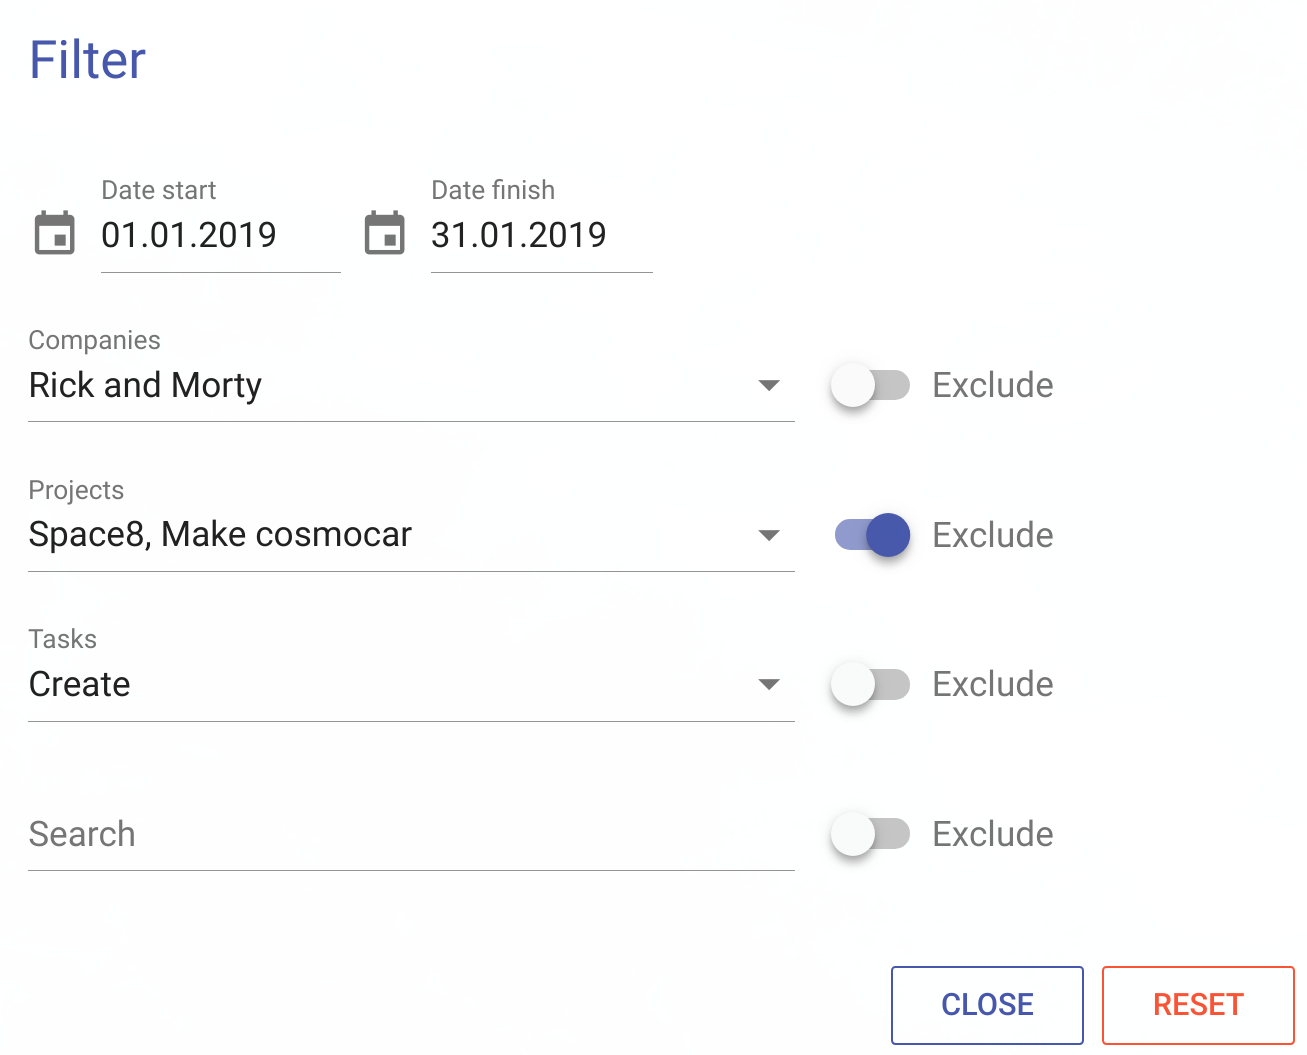 Filter
Date start
Date finish
01.01.2019
31.01.2019
Companies
Rick and Morty
Exclude
Projects
Space8, Make cosmocar
Exclude
Tasks
Create
Exclude
Search
Exclude
CLOSE
RESET